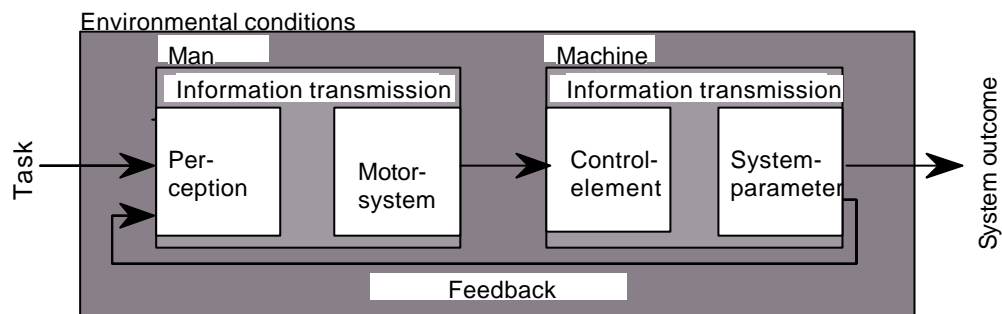 Environmental conditions
Man
Machine
Information transmission
Information transmission
Task
Per-
ception
Motor-
system
Control-
element
System-
parameter
System outcome
Feedback